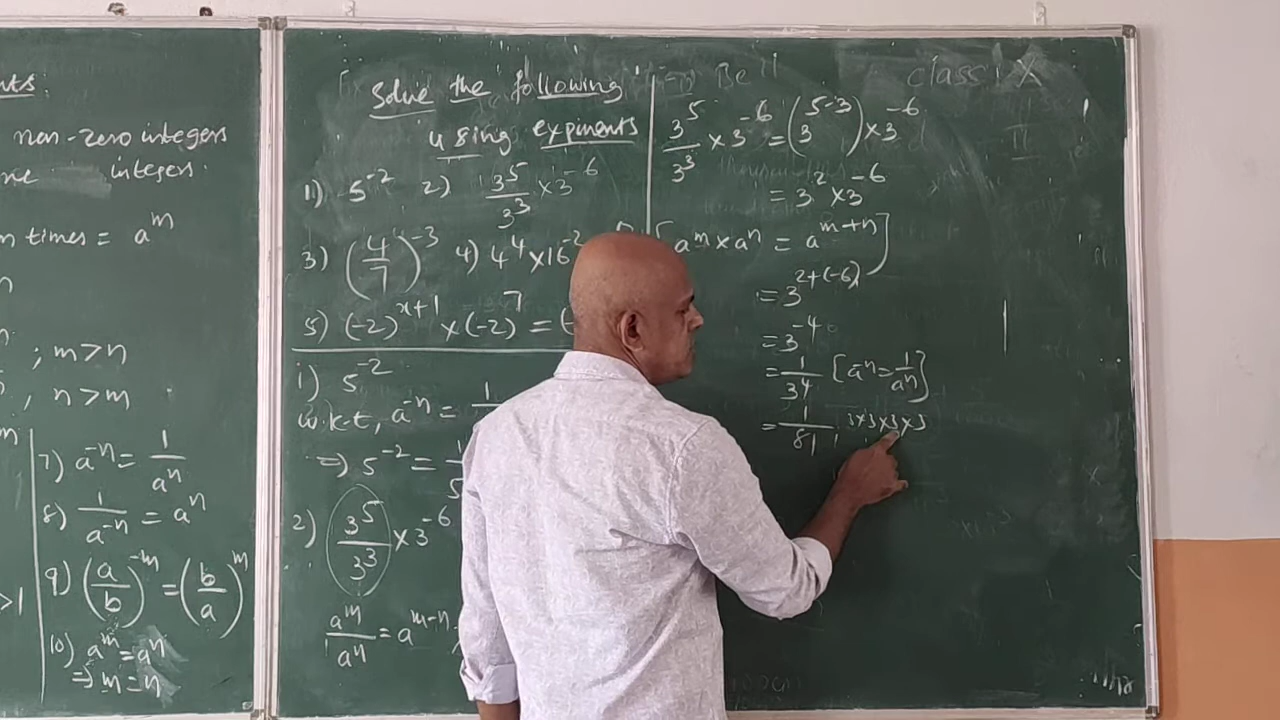 nts:
non-zero integers
integers.
n times = a^m
; m>n
, n>m
7) a^-n = 1/a^n
8) 1/a^-n = a^n
9) (a/b)^-m = (b/a)^m
>1
10) a^m = a^n
=) m = n
Solve the following
using expinents
1) 5^-2 2) 3^5/3^3 × 3^-6
3) (4/7)^-3 4) 4^4 × 16^-2
5) (-2)^x+1 × (-2)^7 = (-
i) 5^-2
w.k.t, a^-n = 1
=) 5^-2 = 1/5
2) 3^5/3^3 × 3^-6
a^m/a^n = a^m-n
class: X
3^5/3^3 × 3^-6 = (3^5-3) × 3^-6
= 3^2 × 3^-6
[a^m × a^n = a^m+n]
= 3^2+(-6)
= 3^-4
= 1/3^4 [a^-n = 1/a^n]
= 1/81 3×3×3×3